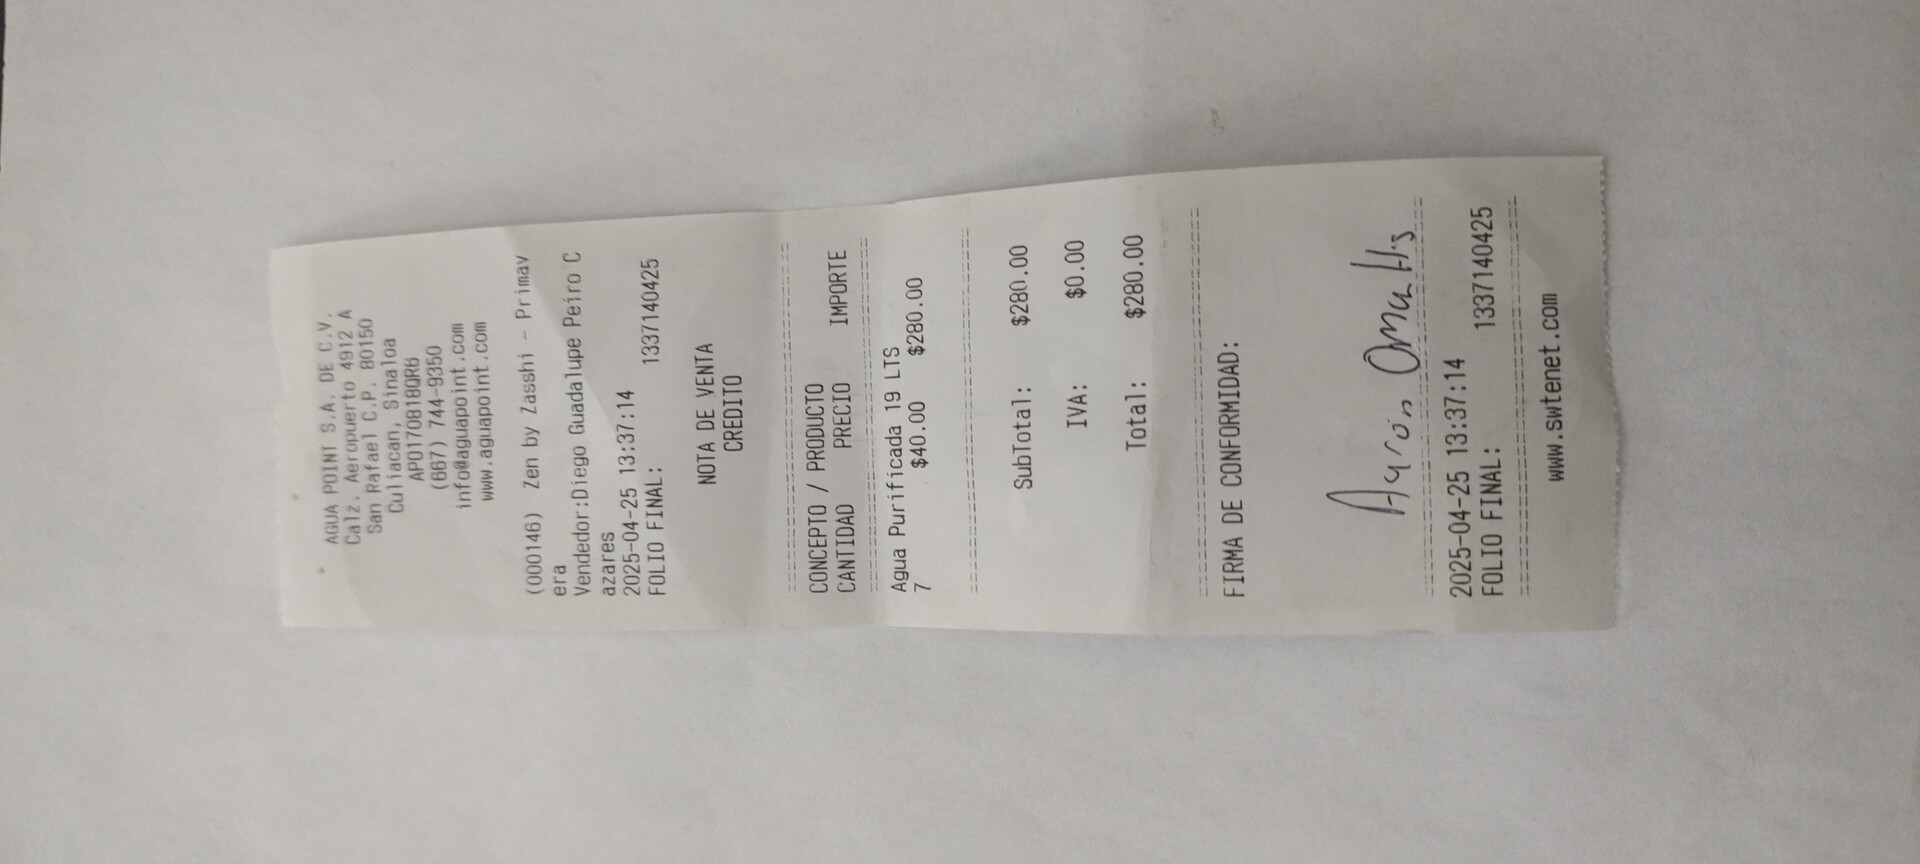 AGUA POINT S.A. DE C.V.
Calz. Aeropuerto 4912 A
San Rafael C.P. 80150
Culiacan, Sinaloa
APO170818QR6
(667) 744-9350
info@aguapoint.com
www.aguapoint.com
(000146) Zen by Zasshi - Primav
era
Vendedor:Diego Guadalupe Peiro C
azares
2025-04-25 13:37:14
FOLIO FINAL: 1337140425
NOTA DE VENTA
CREDITO
CONCEPTO / PRODUCTO
CANTIDAD PRECIO IMPORTE
Agua Purificada 19 LTS
7 $40.00 $280.00
SubTotal: $280.00
IVA: $0.00
Total: $280.00
FIRMA DE CONFORMIDAD:
Aarón
2025-04-25 13:37:14
FOLIO FINAL: 1337140425
www.swtenet.com